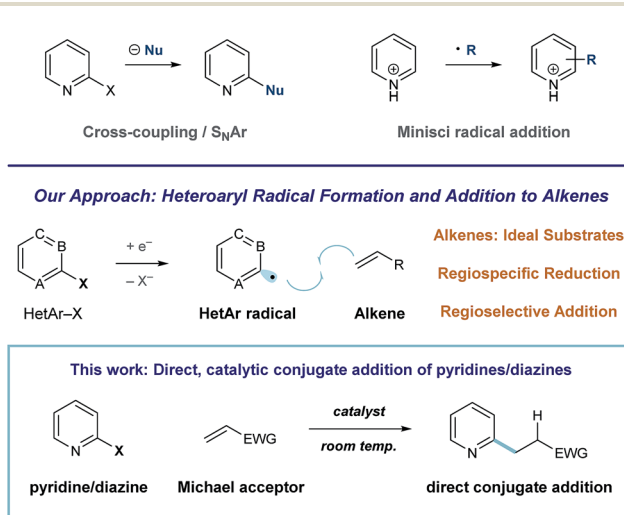 ⊖ Nu
• R
N
X
N
Nu
⊕
N
H
⊕
N
H
R
Cross-coupling / SNAr
Minisci radical addition
Our Approach: Heteroaryl Radical Formation and Addition to Alkenes
C
B
A
X
+ e−
− X−
C
B
A
R
Alkenes: Ideal Substrates
Regiospecific Reduction
Regioselective Addition
HetAr–X
HetAr radical
Alkene
This work: Direct, catalytic conjugate addition of pyridines/diazines
N
X
EWG
catalyst
room temp.
N
H
EWG
pyridine/diazine
Michael acceptor
direct conjugate addition